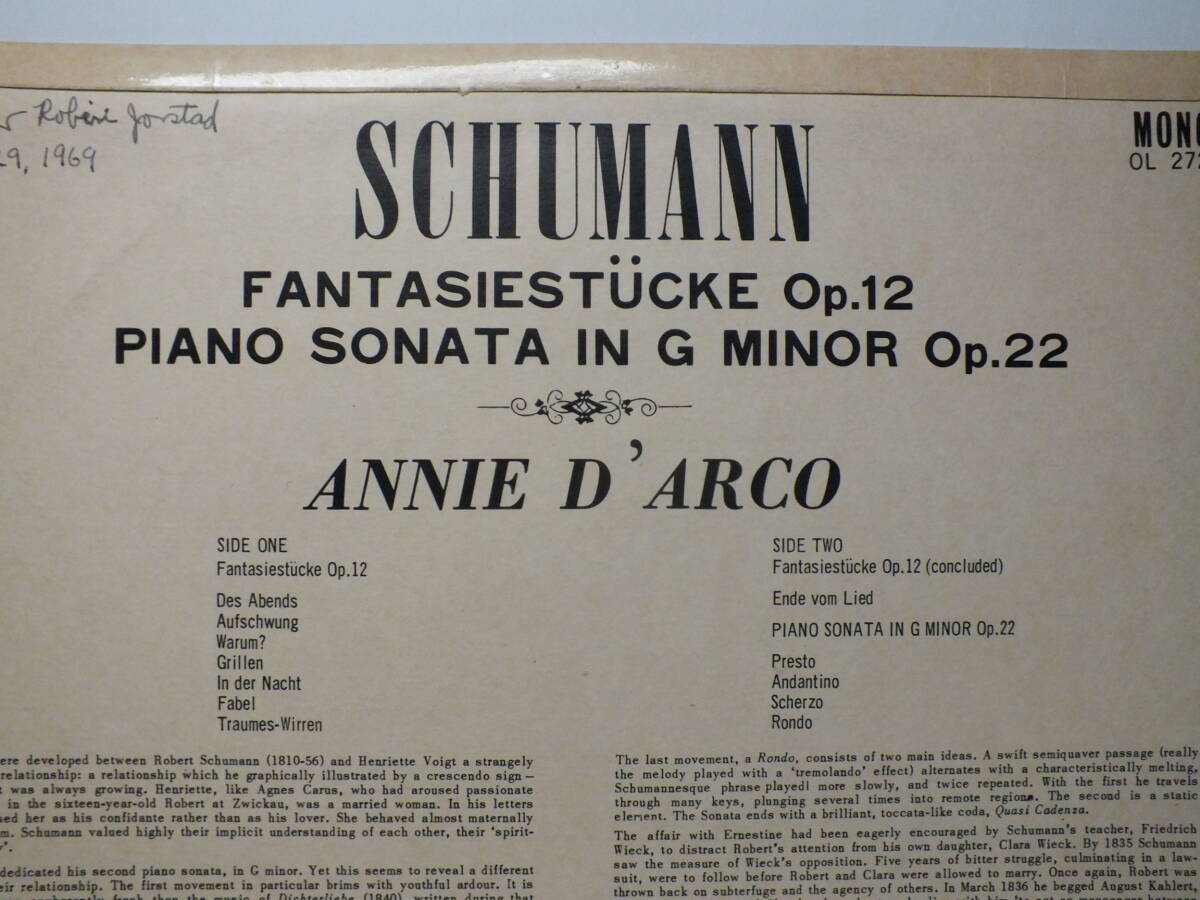 Jorstad
29, 1969
MONO
OL 272
SCHUMANN
FANTASIESTÜCKE Op.12
PIANO SONATA IN G MINOR Op.22
ANNIE D'ARCO
SIDE ONE
Fantasiestücke Op.12
Des Abends
Aufschwung
Warum?
Grillen
In der Nacht
Fabel
Traumes-Wirren
SIDE TWO
Fantasiestücke Op.12 (concluded)
Ende vom Lied
PIANO SONATA IN G MINOR Op.22
Presto
Andantino
Scherzo
Rondo
ere developed between Robert Schumann (1810-56) and Henriette Voigt a strangely
relationship: a relationship which he graphically illustrated by a crescendo sign —
t was always growing. Henriette, like Agnes Carus, who had aroused passionate
in the sixteen-year-old Robert at Zwickau, was a married woman. In his letters
sed her as his confidante rather than as his lover. She behaved almost maternally
m. Schumann valued highly their implicit understanding of each other, their 'spirit-
y'.
dedicated his second piano sonata, in G minor. Yet this seems to reveal a different
eir relationship. The first movement in particular brims with youthful ardour. It is
than the music of Dichterliebe (1840), written during that
The last movement, a Rondo, consists of two main ideas. A swift semiquaver passage (really
the melody played with a 'tremolando' effect) alternates with a characteristically melting,
Schumannesque phrase played more slowly, and twice repeated. With the first he travels
through many keys, plunging several times into remote regions. The second is a static
element. The Sonata ends with a brilliant, toccata-like coda, Quasi Cadenza.
The affair with Ernestine had been eagerly encouraged by Schumann's teacher, Friedrich
Wieck, to distract Robert's attention from his own daughter, Clara Wieck. By 1835 Schumann
saw the measure of Wieck's opposition. Five years of bitter struggle, culminating in a law-
suit, were to follow before Robert and Clara were allowed to marry. Once again, Robert was
thrown back on subterfuge and the agency of others. In March 1836 he begged August Kahlert,